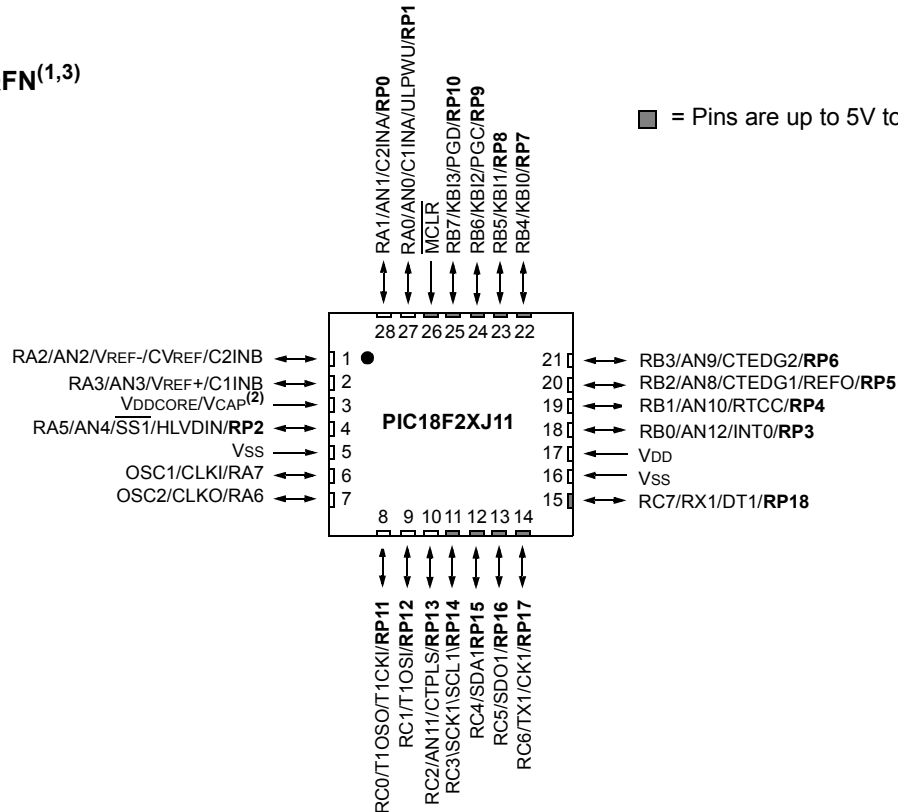 FN(1,3)
= Pins are up to 5V to
RA1/AN1/C2INA/RP0
RA0/AN0/C1INA/ULPWU/RP1
MCLR
RB7/KBI3/PGD/RP10
RB6/KBI2/PGC/RP9
RB5/KBI1/RP8
RB4/KBI0/RP7
28 27 26 25 24 23 22
RA2/AN2/VREF-/CVREF/C2INB 1
RA3/AN3/VREF+/C1INB 2
VDDCORE/VCAP(2) 3
RA5/AN4/SS1/HLVDIN/RP2 4
VSS 5
OSC1/CLKI/RA7 6
OSC2/CLKO/RA6 7
PIC18F2XJ11
21 RB3/AN9/CTEDG2/RP6
20 RB2/AN8/CTEDG1/REFO/RP5
19 RB1/AN10/RTCC/RP4
18 RB0/AN12/INT0/RP3
17 VDD
16 VSS
15 RC7/RX1/DT1/RP18
8 9 10 11 12 13 14
RC0/T1OSO/T1CKI/RP11
RC1/T1OSI/RP12
RC2/AN11/CTPLS/RP13
RC3\SCK1\SCL1\RP14
RC4/SDA1RP15
RC5/SDO1/RP16
RC6/TX1/CK1/RP17